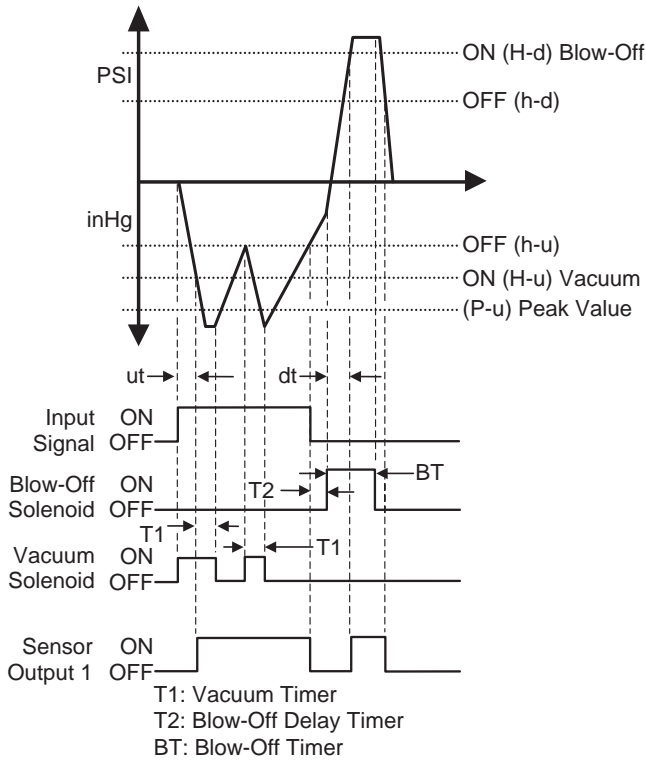 ON (H-d) Blow-Off
PSI
OFF (h-d)
inHg
OFF (h-u)
ON (H-u) Vacuum
(P-u) Peak Value
ut
dt
Input ON
Signal OFF
BT
Blow-Off ON
T2
Solenoid OFF
T1
T1
Vacuum ON
Solenoid OFF
Sensor ON
Output 1 OFF
T1: Vacuum Timer
T2: Blow-Off Delay Timer
BT: Blow-Off Timer